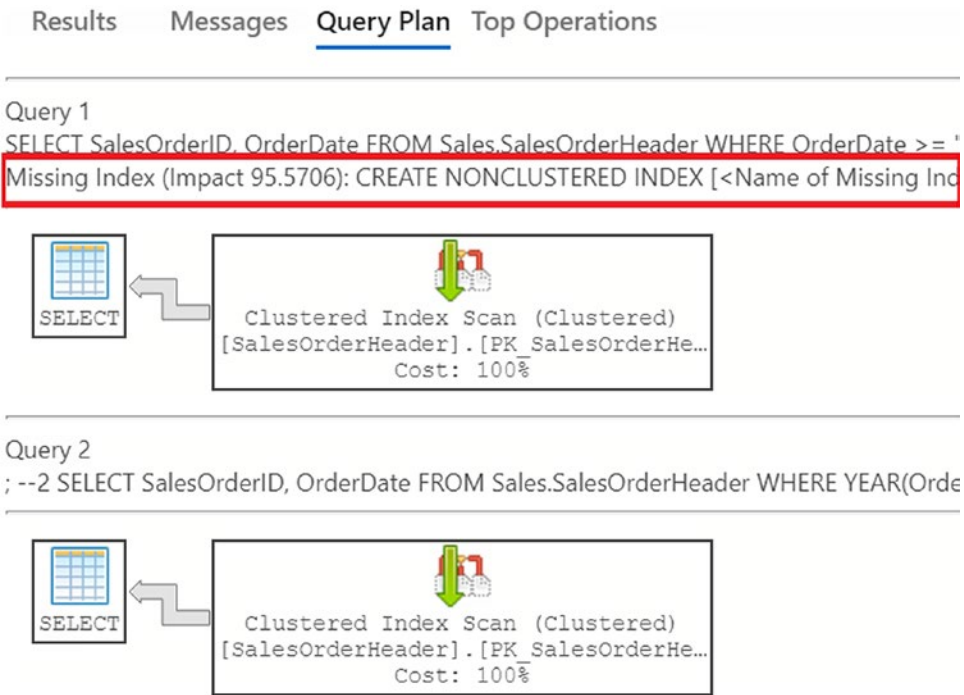 Results Messages Query Plan Top Operations
Query 1
SELECT SalesOrderID, OrderDate FROM Sales.SalesOrderHeader WHERE OrderDate >= "
Missing Index (Impact 95.5706): CREATE NONCLUSTERED INDEX [<Name of Missing Ind
SELECT
Clustered Index Scan (Clustered)
[SalesOrderHeader].[PK_SalesOrderHe…
Cost: 100%
Query 2
; --2 SELECT SalesOrderID, OrderDate FROM Sales.SalesOrderHeader WHERE YEAR(Orde
SELECT
Clustered Index Scan (Clustered)
[SalesOrderHeader].[PK_SalesOrderHe…
Cost: 100%